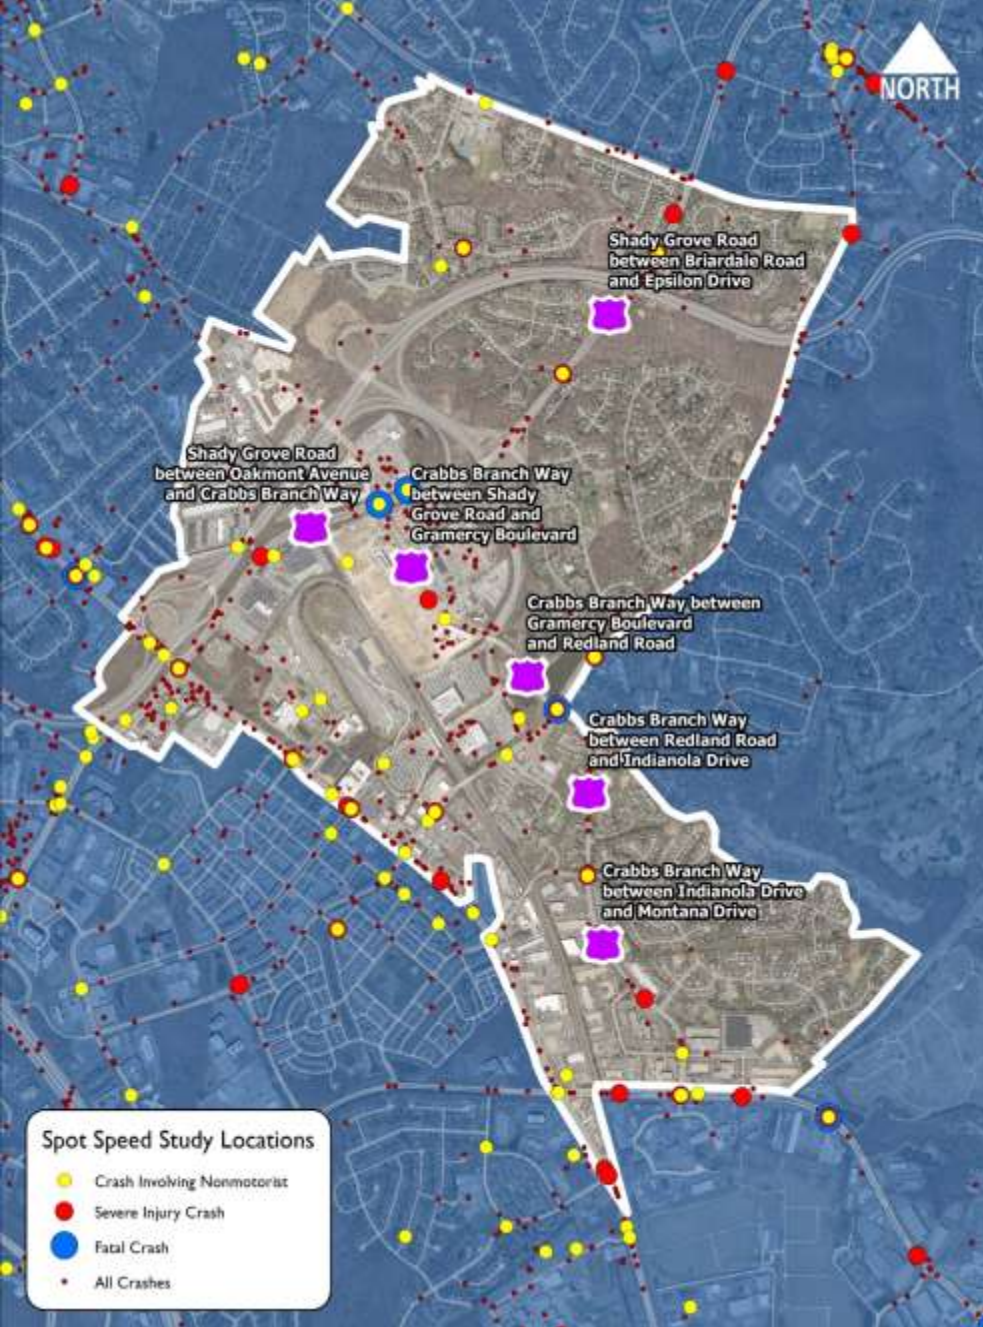 NORTH
Shady Grove Road
between Briardale Road
and Epsilon Drive
Shady Grove Road
between Oakmont Avenue
and Crabbs Branch Way
Crabbs Branch Way
between Shady
Grove Road and
Gramercy Boulevard
Crabbs Branch Way between
Gramercy Boulevard
and Redland Road
Crabbs Branch Way
between Redland Road
and Indianola Drive
Crabbs Branch Way
between Indianola Drive
and Montana Drive
Spot Speed Study Locations
Crash Involving Nonmotorist
Severe Injury Crash
Fatal Crash
All Crashes